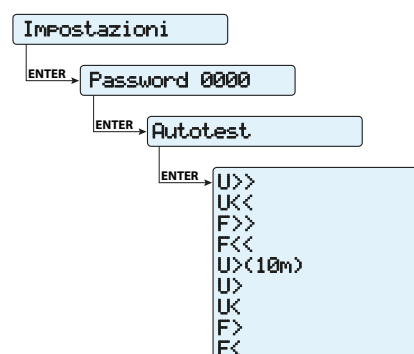 Impostazioni
ENTER
Password 0000
ENTER
Autotest
ENTER
U>>
U<<
F>>
F<<
U>(10m)
U>
U<
F>
F<